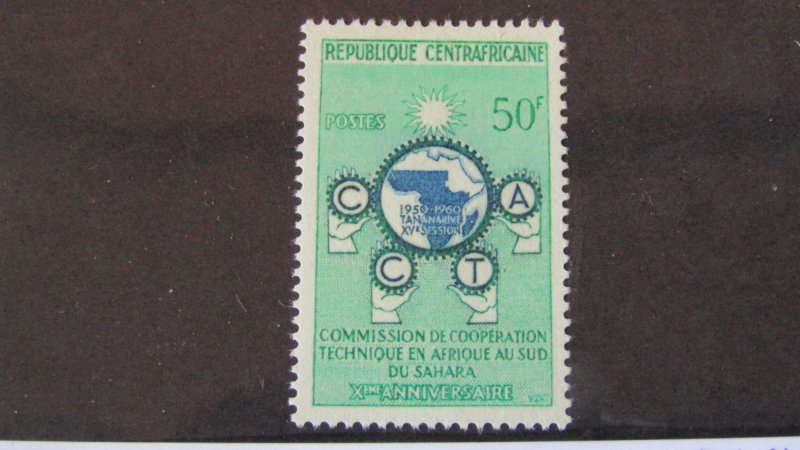 REPUBLIQUE CENTRAFRICAINE
POSTES
50F
C
A
1950-1960
TANANARIVE
XVE SESSION
C
T
COMMISSION DE COOPÉRATION
TECHNIQUE EN AFRIQUE AU SUD
DU SAHARA
XÈME ANNIVERSAIRE